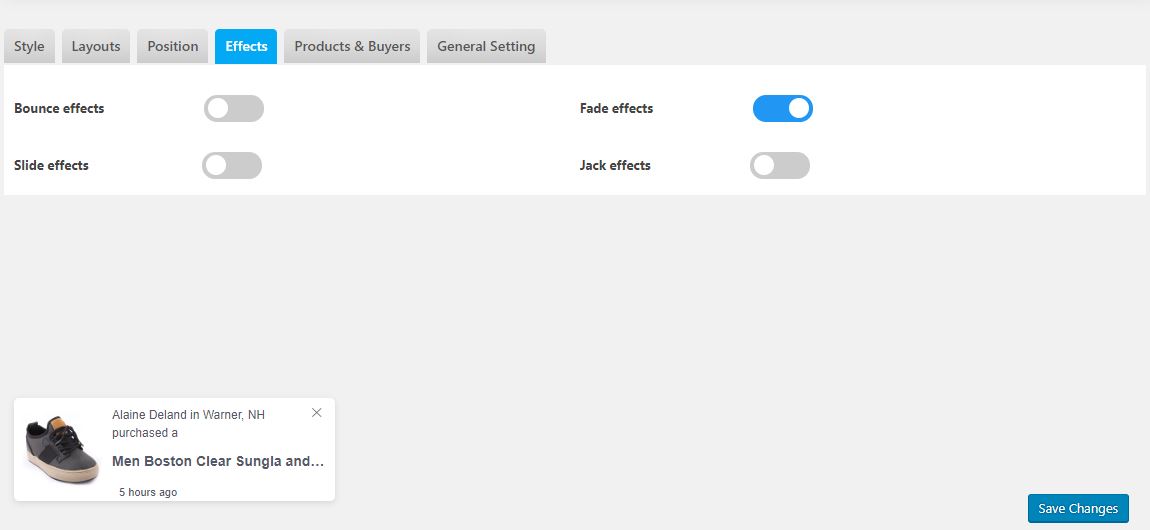 Style Layouts Position Effects Products & Buyers General Setting
Bounce effects Fade effects
Slide effects Jack effects
Alaine Deland in Warner, NH
purchased a
Men Boston Clear Sungla and...
5 hours ago
Save Changes